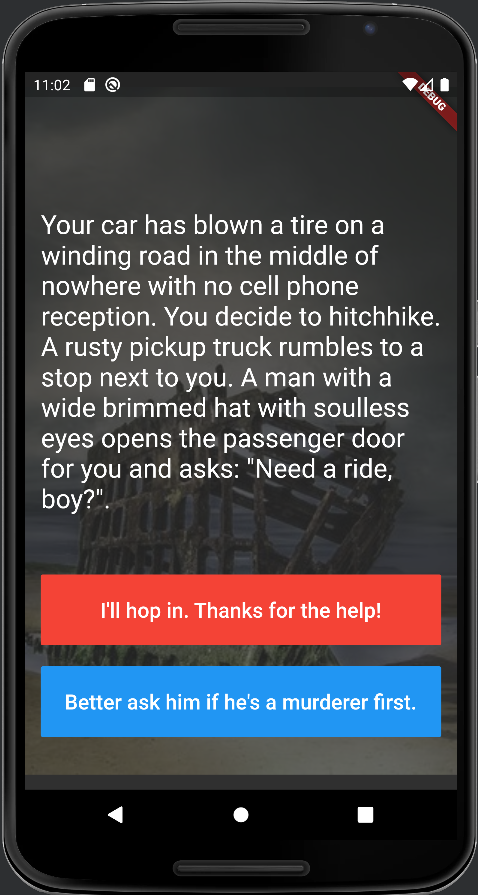 11:02
DEBUG
Your car has blown a tire on a
winding road in the middle of
nowhere with no cell phone
reception. You decide to hitchhike.
A rusty pickup truck rumbles to a
stop next to you. A man with a
wide brimmed hat with soulless
eyes opens the passenger door
for you and asks: "Need a ride,
boy?".
I'll hop in. Thanks for the help!
Better ask him if he's a murderer first.